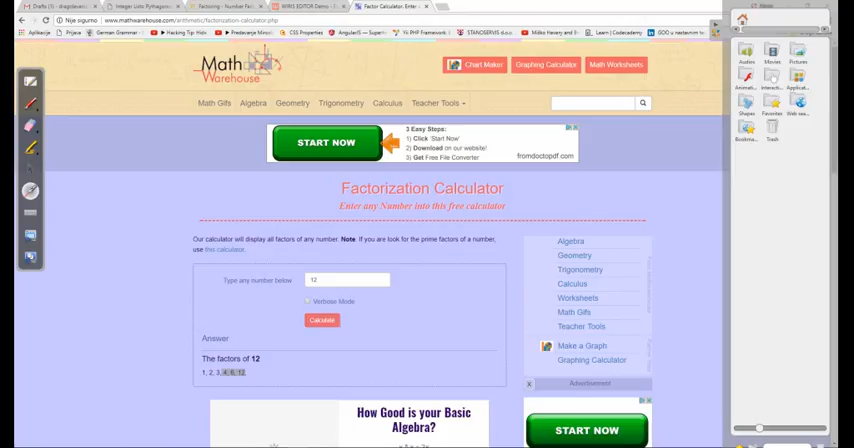 Drafts (1) - dragoslavn
Integer Lists Pythagore
Factoring - Number Fac
WIRIS EDITOR Demo
Factor Calculator. Enter
Nije sigurno
www.mathwarehouse.com/arithmetic/factorization-calculator.php
Aplikacije
Prijava
German Grammar
Hacking Tip: Hids
Predavanje Mirosl
CSS Properties
AngularJS — Superh
Yii PHP Framework
STANOSERVIS d.o.o.
Milko Hevery and B
Learn | Codecademy
GO u nastavnim te
Math
Warehouse
Chart Maker
Graphing Calculator
Math Worksheets
Math Gifs
Algebra
Geometry
Trigonometry
Calculus
Teacher Tools
START NOW
3 Easy Steps:
1) Click 'Start Now'
2) Download on our website!
3) Get Free File Converter
fromdoctopdf.com
Factorization Calculator
Enter any Number into this free calculator
Our calculator will display all factors of any number. Note If you are look for the prime factors of a number,
use this calculator.
Type any number below
12
Verbose Mode
Calculate
Answer
The factors of 12
1, 2, 3, 4, 6, 12,
Algebra
Geometry
Trigonometry
Calculus
Worksheets
Math Gifs
Teacher Tools
Make a Graph
Graphing Calculator
X
Advertisement
How Good is your Basic
Algebra?
START NOW
Audios
Movies
Pictures
Animati...
Interacti...
Applicat...
Shapes
Favorites
Web sea...
Bookma...
Trash